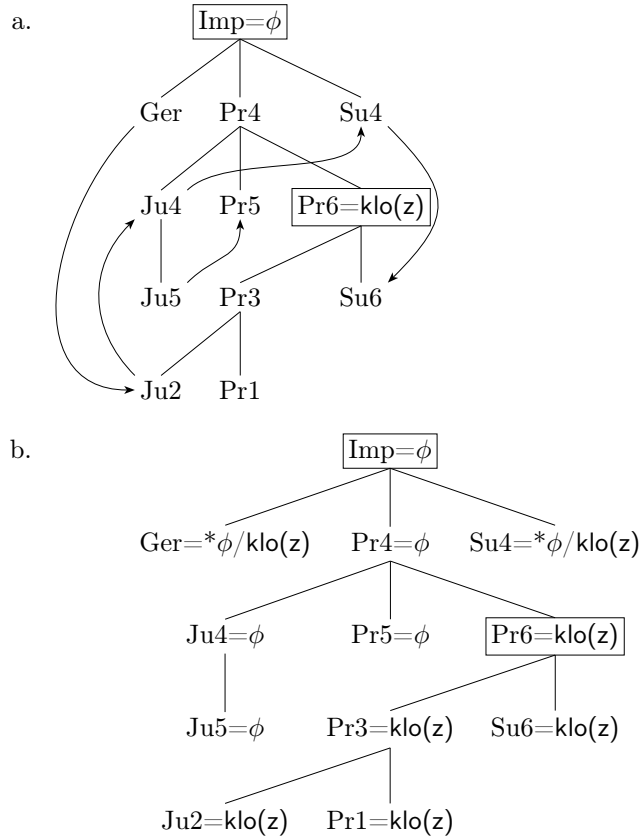 a.
Imp=ϕ
Ger Pr4 Su4
Ju4 Pr5 Pr6=klo(z)
Ju5 Pr3 Su6
Ju2 Pr1
b.
Imp=ϕ
Ger=*ϕ/klo(z) Pr4=ϕ Su4=*ϕ/klo(z)
Ju4=ϕ Pr5=ϕ Pr6=klo(z)
Ju5=ϕ Pr3=klo(z) Su6=klo(z)
Ju2=klo(z) Pr1=klo(z)